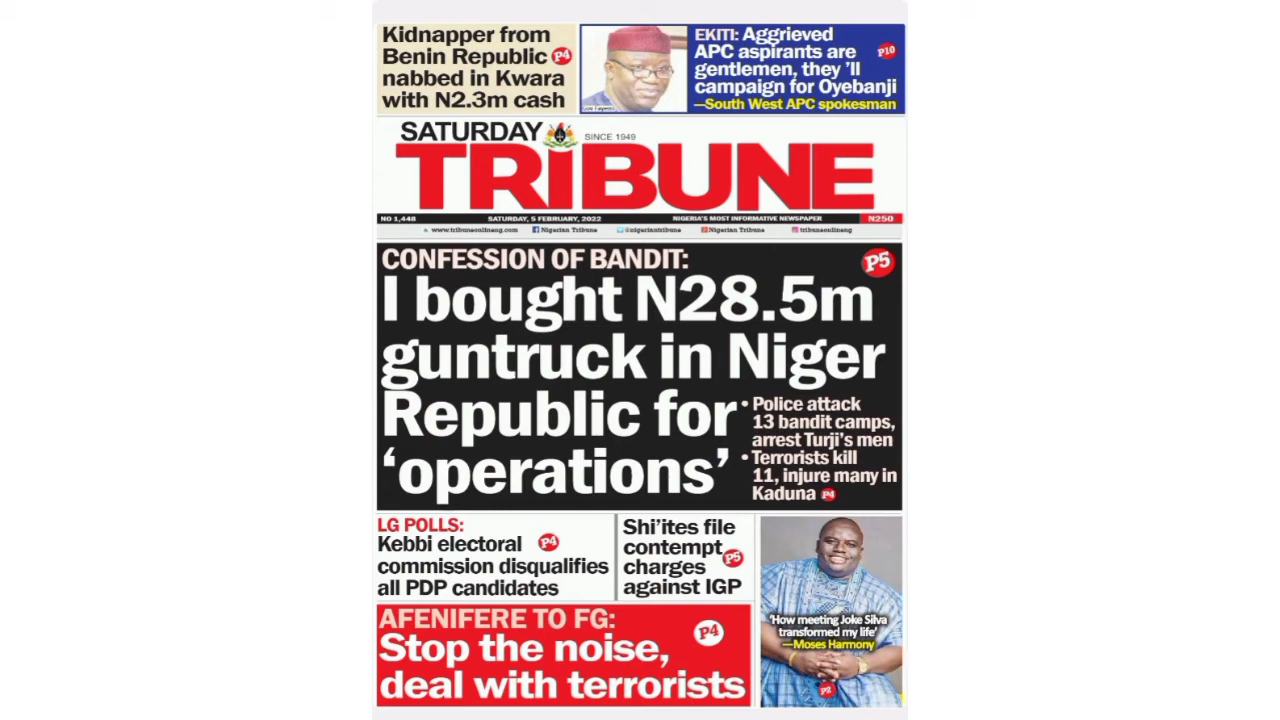 Kidnapper from
Benin Republic P4
nabbed in Kwara
with N2.3m cash
EKITI: Aggrieved
APC aspirants are P10
gentlemen, they 'll
campaign for Oyebanji
—South West APC spokesman
Gov Fayemi
SATURDAY SINCE 1949
TRIBUNE
NO 1,448 SATURDAY, 5 FEBRUARY, 2022 NIGERIA'S MOST INFORMATIVE NEWSPAPER N250
www.tribuneonlineng.com Nigerian Tribune @nigeriantribune Nigerian Tribune tribuneonlineng
CONFESSION OF BANDIT: P5
I bought N28.5m
guntruck in Niger
Republic for
‘operations’
• Police attack
13 bandit camps,
arrest Turji's men
• Terrorists kill
11, injure many in
Kaduna P4
LG POLLS:
Kebbi electoral P4
commission disqualifies
all PDP candidates
Shi'ites file
contempt P5
charges
against IGP
AFENIFERE TO FG:
Stop the noise, P4
deal with terrorists
‘How meeting Joke Silva
transformed my life’
—Moses Harmony
P2